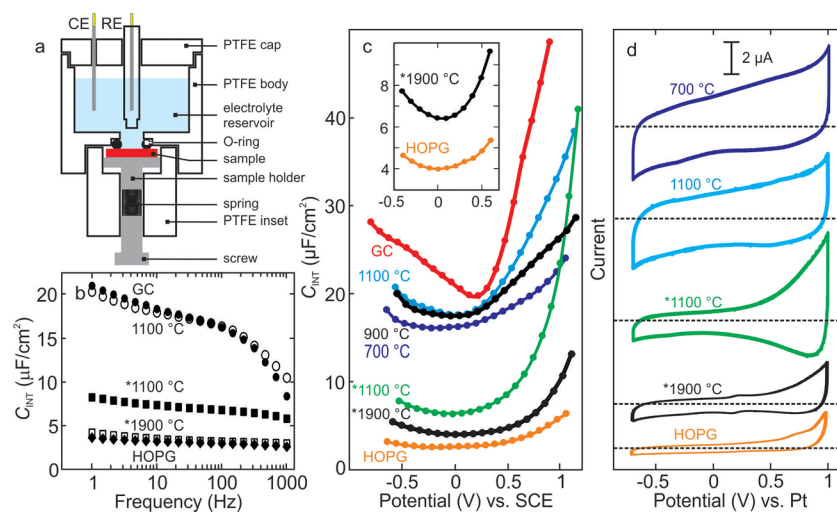 CE RE
a
PTFE cap
PTFE body
electrolyte
reservoir
O-ring
sample
sample holder
spring
PTFE inset
screw
b
GC
1100 °C
*1100 °C
*1900 °C
HOPG
20
15
10
5
0
C_INT (µF/cm²)
1 10 100 1000
Frequency (Hz)
c
*1900 °C
HOPG
8
6
4
-0.5 0 0.5
GC
1100 °C
900 °C
700 °C
*1100 °C
*1900 °C
HOPG
40
30
20
10
0
C_INT (µF/cm²)
-0.5 0 0.5 1
Potential (V) vs. SCE
d
2 µA
700 °C
1100 °C
*1100 °C
*1900 °C
HOPG
Current
-0.5 0 0.5 1
Potential (V) vs. Pt